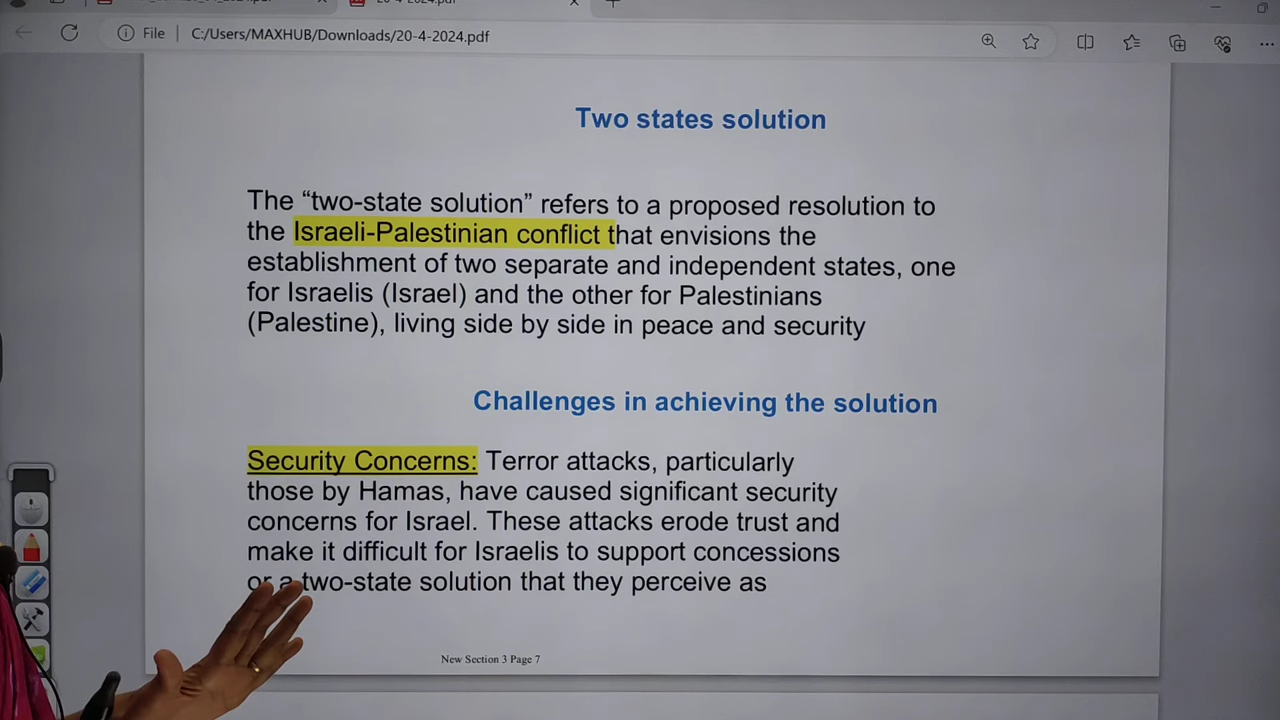 20-4-2024.pdf
File
C:/Users/MAXHUB/Downloads/20-4-2024.pdf
Two states solution
The “two-state solution” refers to a proposed resolution to
the Israeli-Palestinian conflict that envisions the
establishment of two separate and independent states, one
for Israelis (Israel) and the other for Palestinians
(Palestine), living side by side in peace and security
Challenges in achieving the solution
Security Concerns: Terror attacks, particularly
those by Hamas, have caused significant security
concerns for Israel. These attacks erode trust and
make it difficult for Israelis to support concessions
or a two-state solution that they perceive as
New Section 3 Page 7